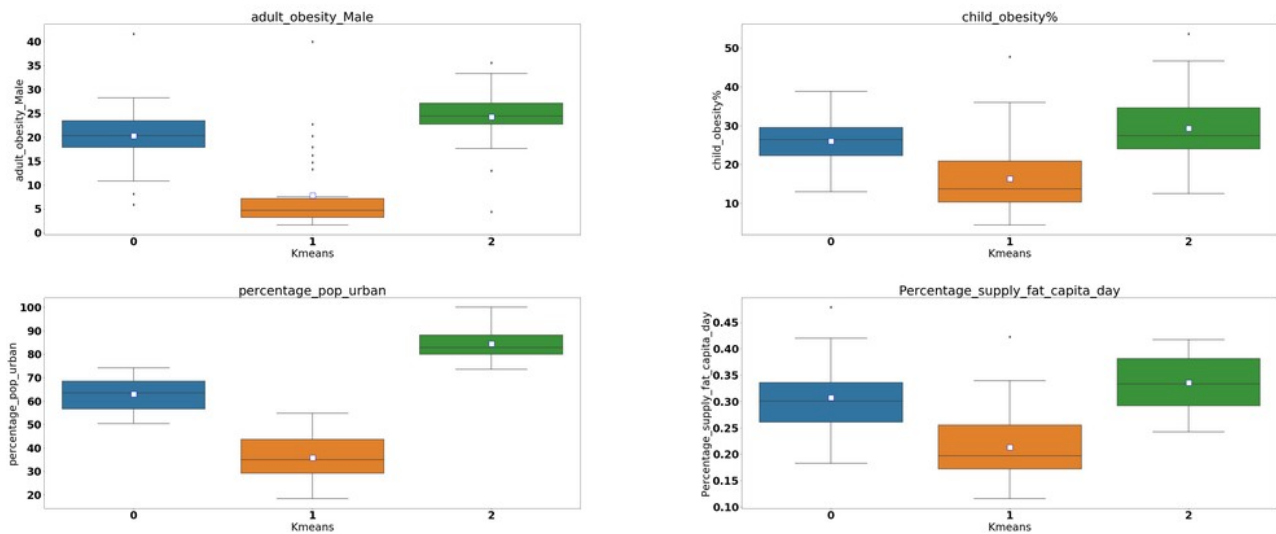 adult_obesity_Male
40
35
30
25
20
15
10
5
0
adult_obesity_Male
0 1 2
Kmeans
child_obesity%
50
40
30
20
10
child_obesity%
0 1 2
Kmeans
percentage_pop_urban
100
90
80
70
60
50
40
30
20
percentage_pop_urban
0 1 2
Kmeans
Percentage_supply_fat_capita_day
0.45
0.40
0.35
0.30
0.25
0.20
0.15
0.10
Percentage_supply_fat_capita_day
0 1 2
Kmeans